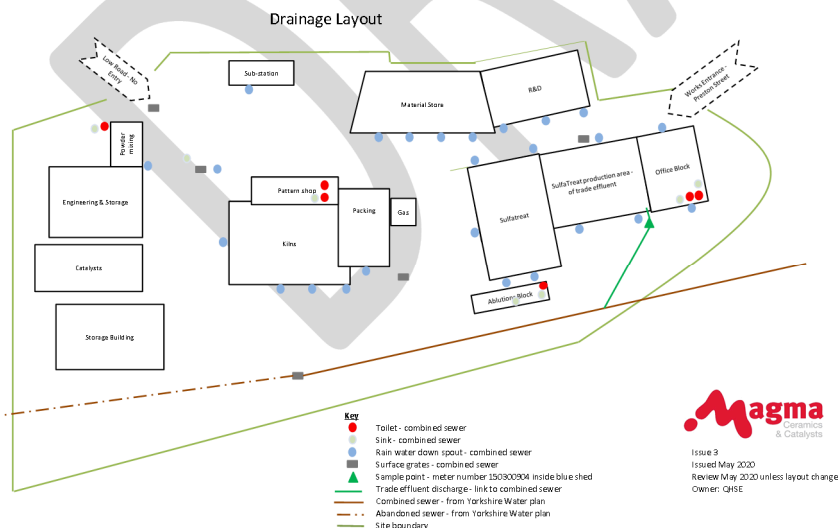 Drainage Layout
Low Road - No
Entry
Sub-station
Works Entrance -
Preston Street
Material Store
R&D
Powder
mixing
SulfaTreat production area -
of trade effluent
Office Block
Engineering & Storage
Pattern shop
Packing
Gas
Sulfatreat
Kilns
Catalysts
Ablutions Block
Storage Building
Key
Toilet - combined sewer
Sink - combined sewer
Rain water down spout - combined sewer
Surface grates - combined sewer
Sample point - meter number 150300904 inside blue shed
Trade effluent discharge - link to combined sewer
Combined sewer - from Yorkshire Water plan
Abandoned sewer - from Yorkshire Water plan
Site boundary
Magma
Ceramics
& Catalysts
Issue 3
Issued May 2020
Review May 2020 unless layout change
Owner: QHSE